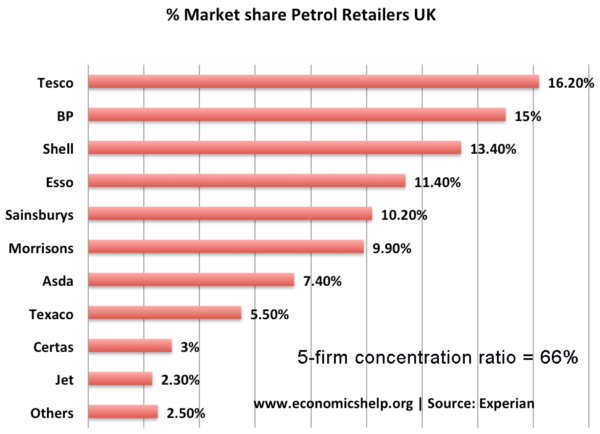 % Market share Petrol Retailers UK
Tesco 16.20%
BP 15%
Shell 13.40%
Esso 11.40%
Sainsburys 10.20%
Morrisons 9.90%
Asda 7.40%
Texaco 5.50%
Certas 3%
5-firm concentration ratio = 66%
Jet 2.30%
www.economicshelp.org | Source: Experian
Others 2.50%